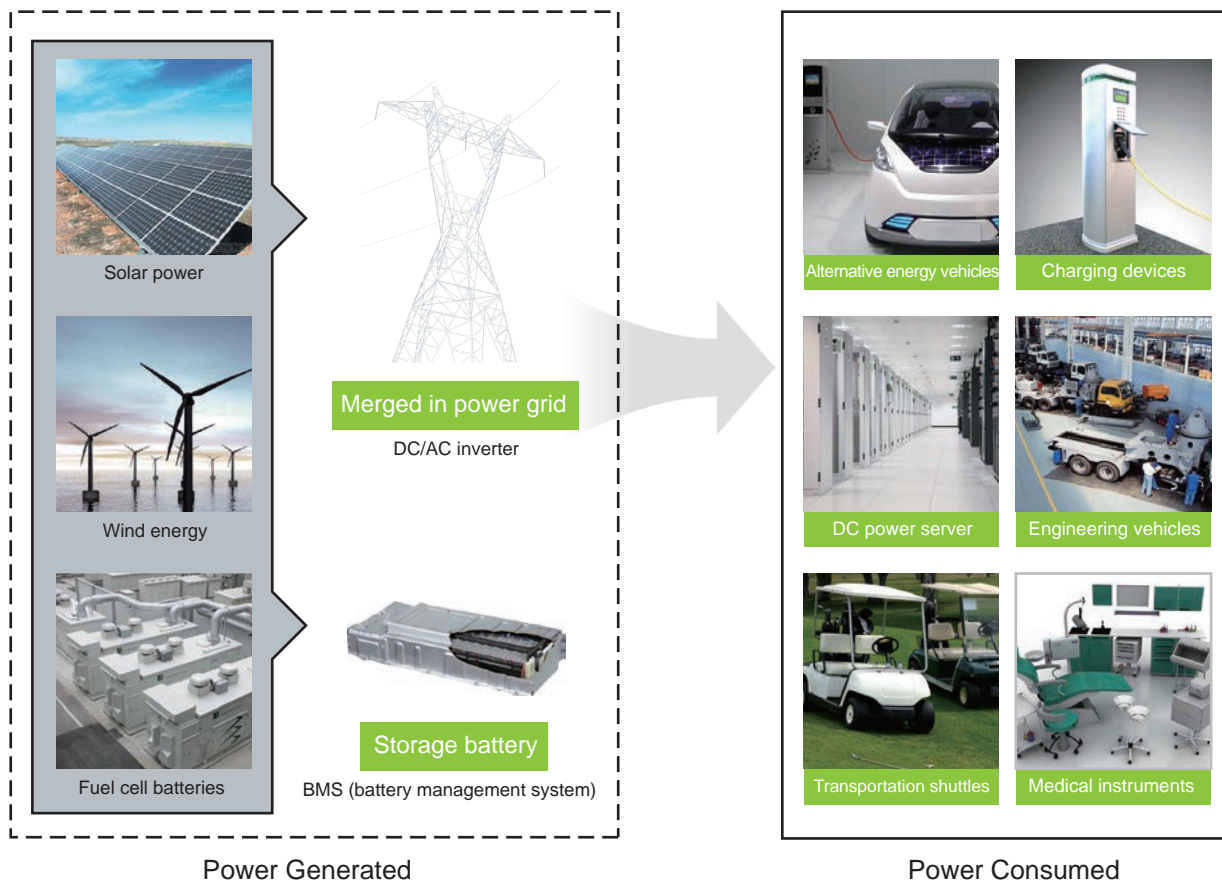 Solar power
Wind energy
Fuel cell batteries
Merged in power grid
DC/AC inverter
Storage battery
BMS (battery management system)
Power Generated
Alternative energy vehicles
Charging devices
DC power server
Engineering vehicles
Transportation shuttles
Medical instruments
Power Consumed